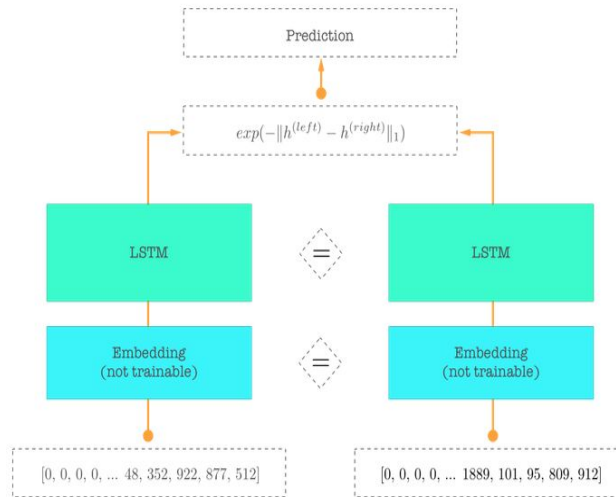 Prediction
exp(−‖h^(left) − h^(right)‖₁)
LSTM
=
LSTM
Embedding
(not trainable)
=
Embedding
(not trainable)
[0, 0, 0, 0, ... 48, 352, 922, 877, 512]
[0, 0, 0, 0, ... 1889, 101, 95, 809, 912]